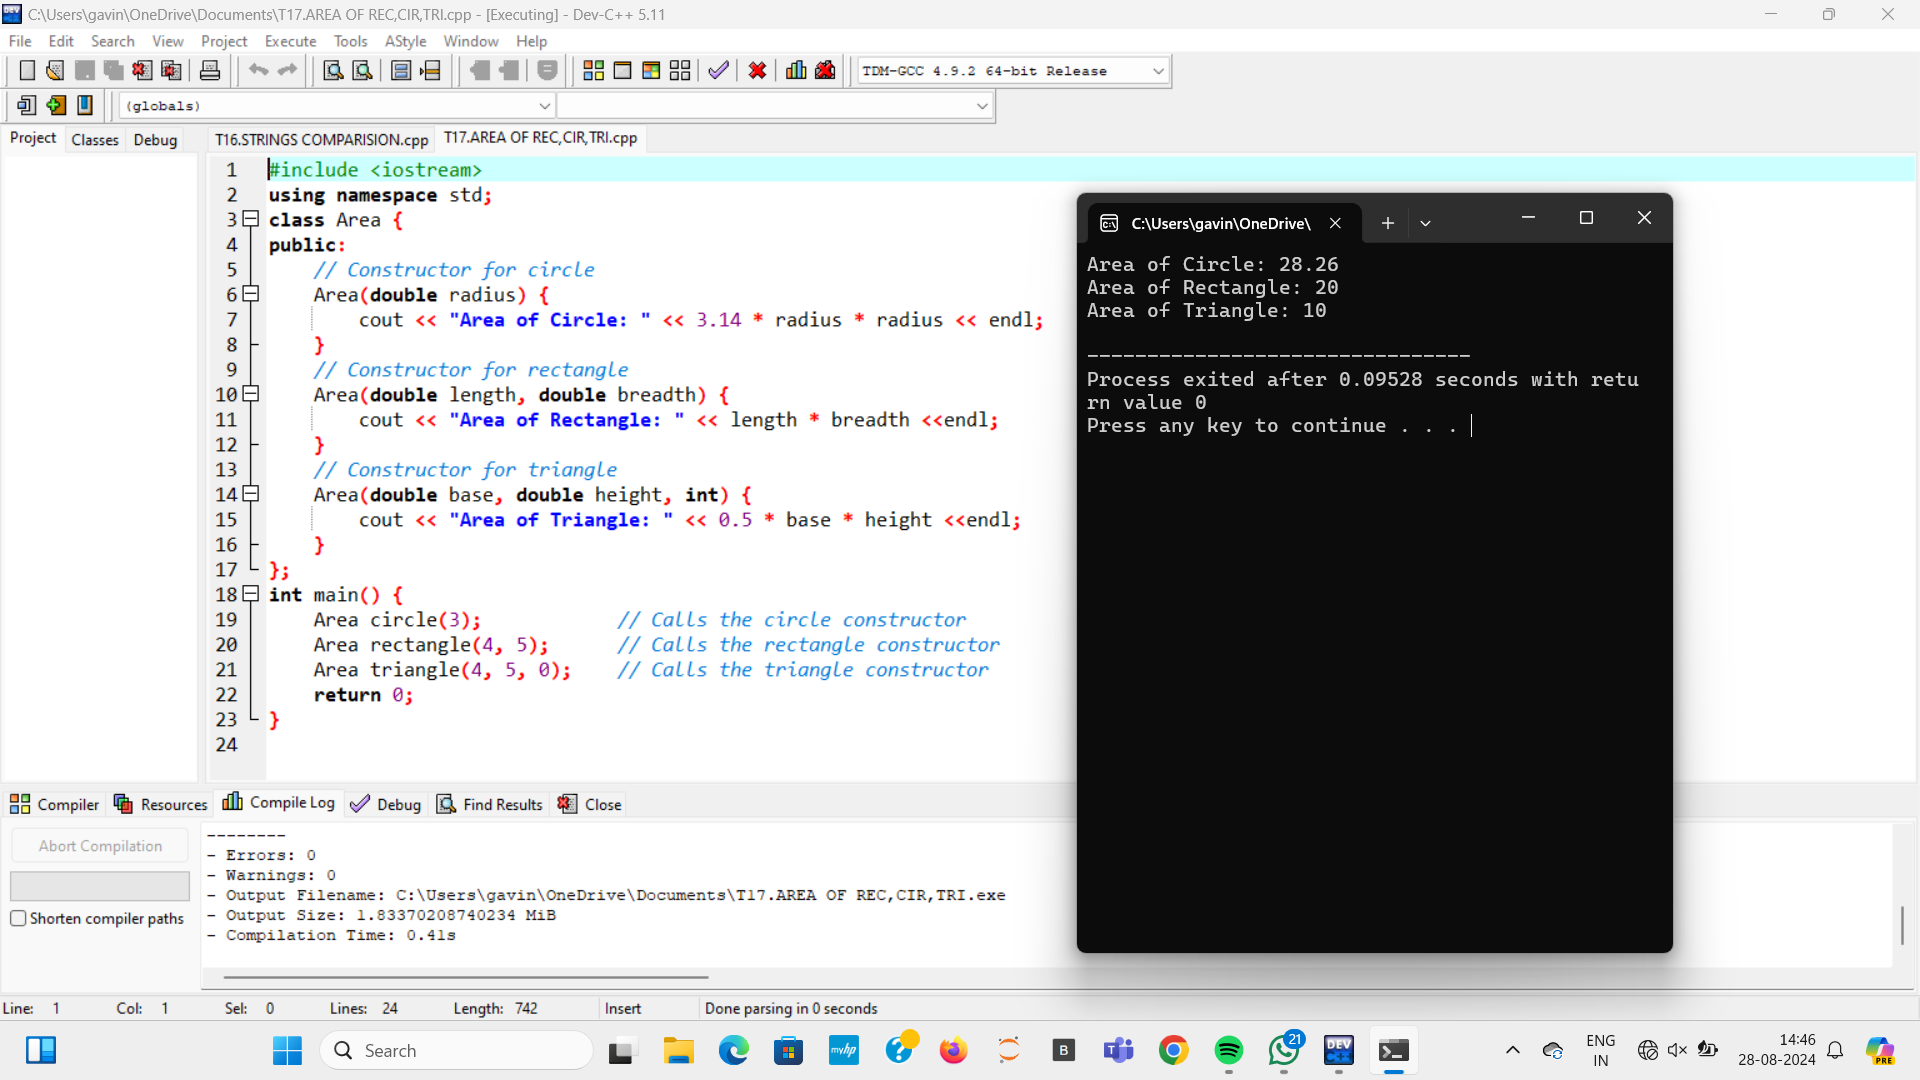 C:\Users\gavin\OneDrive\Documents\T17.AREA OF REC,CIR,TRI.cpp - [Executing] - Dev-C++ 5.11
File Edit Search View Project Execute Tools AStyle Window Help
TDM-GCC 4.9.2 64-bit Release
(globals)
Project Classes Debug
T16.STRINGS COMPARISION.cpp T17.AREA OF REC,CIR,TRI.cpp
1 #include <iostream>
2 using namespace std;
3 class Area {
4 public:
5 // Constructor for circle
6 Area(double radius) {
7 cout << "Area of Circle: " << 3.14 * radius * radius << endl;
8 }
9 // Constructor for rectangle
10 Area(double length, double breadth) {
11 cout << "Area of Rectangle: " << length * breadth <<endl;
12 }
13 // Constructor for triangle
14 Area(double base, double height, int) {
15 cout << "Area of Triangle: " << 0.5 * base * height <<endl;
16 }
17 };
18 int main() {
19 Area circle(3); // Calls the circle constructor
20 Area rectangle(4, 5); // Calls the rectangle constructor
21 Area triangle(4, 5, 0); // Calls the triangle constructor
22 return 0;
23 }
24
C:\Users\gavin\OneDrive\
Area of Circle: 28.26
Area of Rectangle: 20
Area of Triangle: 10
--------------------------------
Process exited after 0.09528 seconds with retu
rn value 0
Press any key to continue . . .
Compiler Resources Compile Log Debug Find Results Close
Abort Compilation
Shorten compiler paths
--------
- Errors: 0
- Warnings: 0
- Output Filename: C:\Users\gavin\OneDrive\Documents\T17.AREA OF REC,CIR,TRI.exe
- Output Size: 1.83370208740234 MiB
- Compilation Time: 0.41s
Line: 1 Col: 1 Sel: 0 Lines: 24 Length: 742 Insert Done parsing in 0 seconds
Search
myhp
?
B
21
DEV
C++
ENG
IN
14:46
28-08-2024
PRE